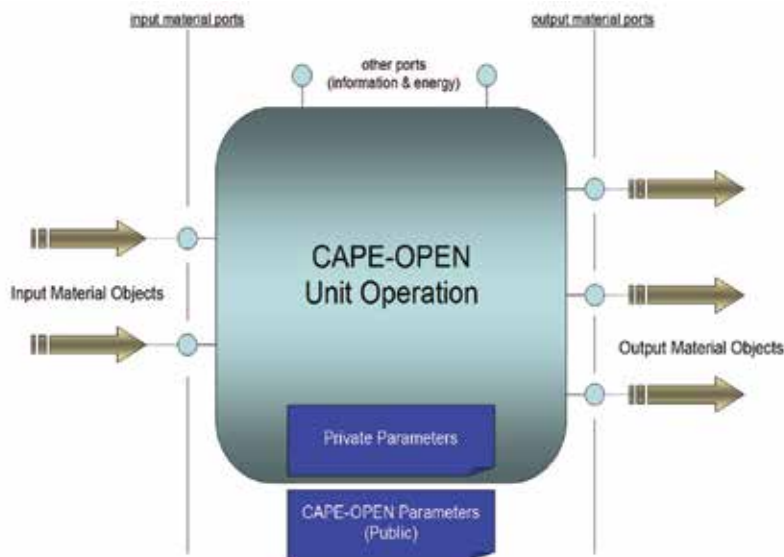 input material ports
output material ports
other ports
(information & energy)
CAPE-OPEN
Unit Operation
Input Material Objects
Output Material Objects
Private Parameters
CAPE-OPEN Parameters
(Public)